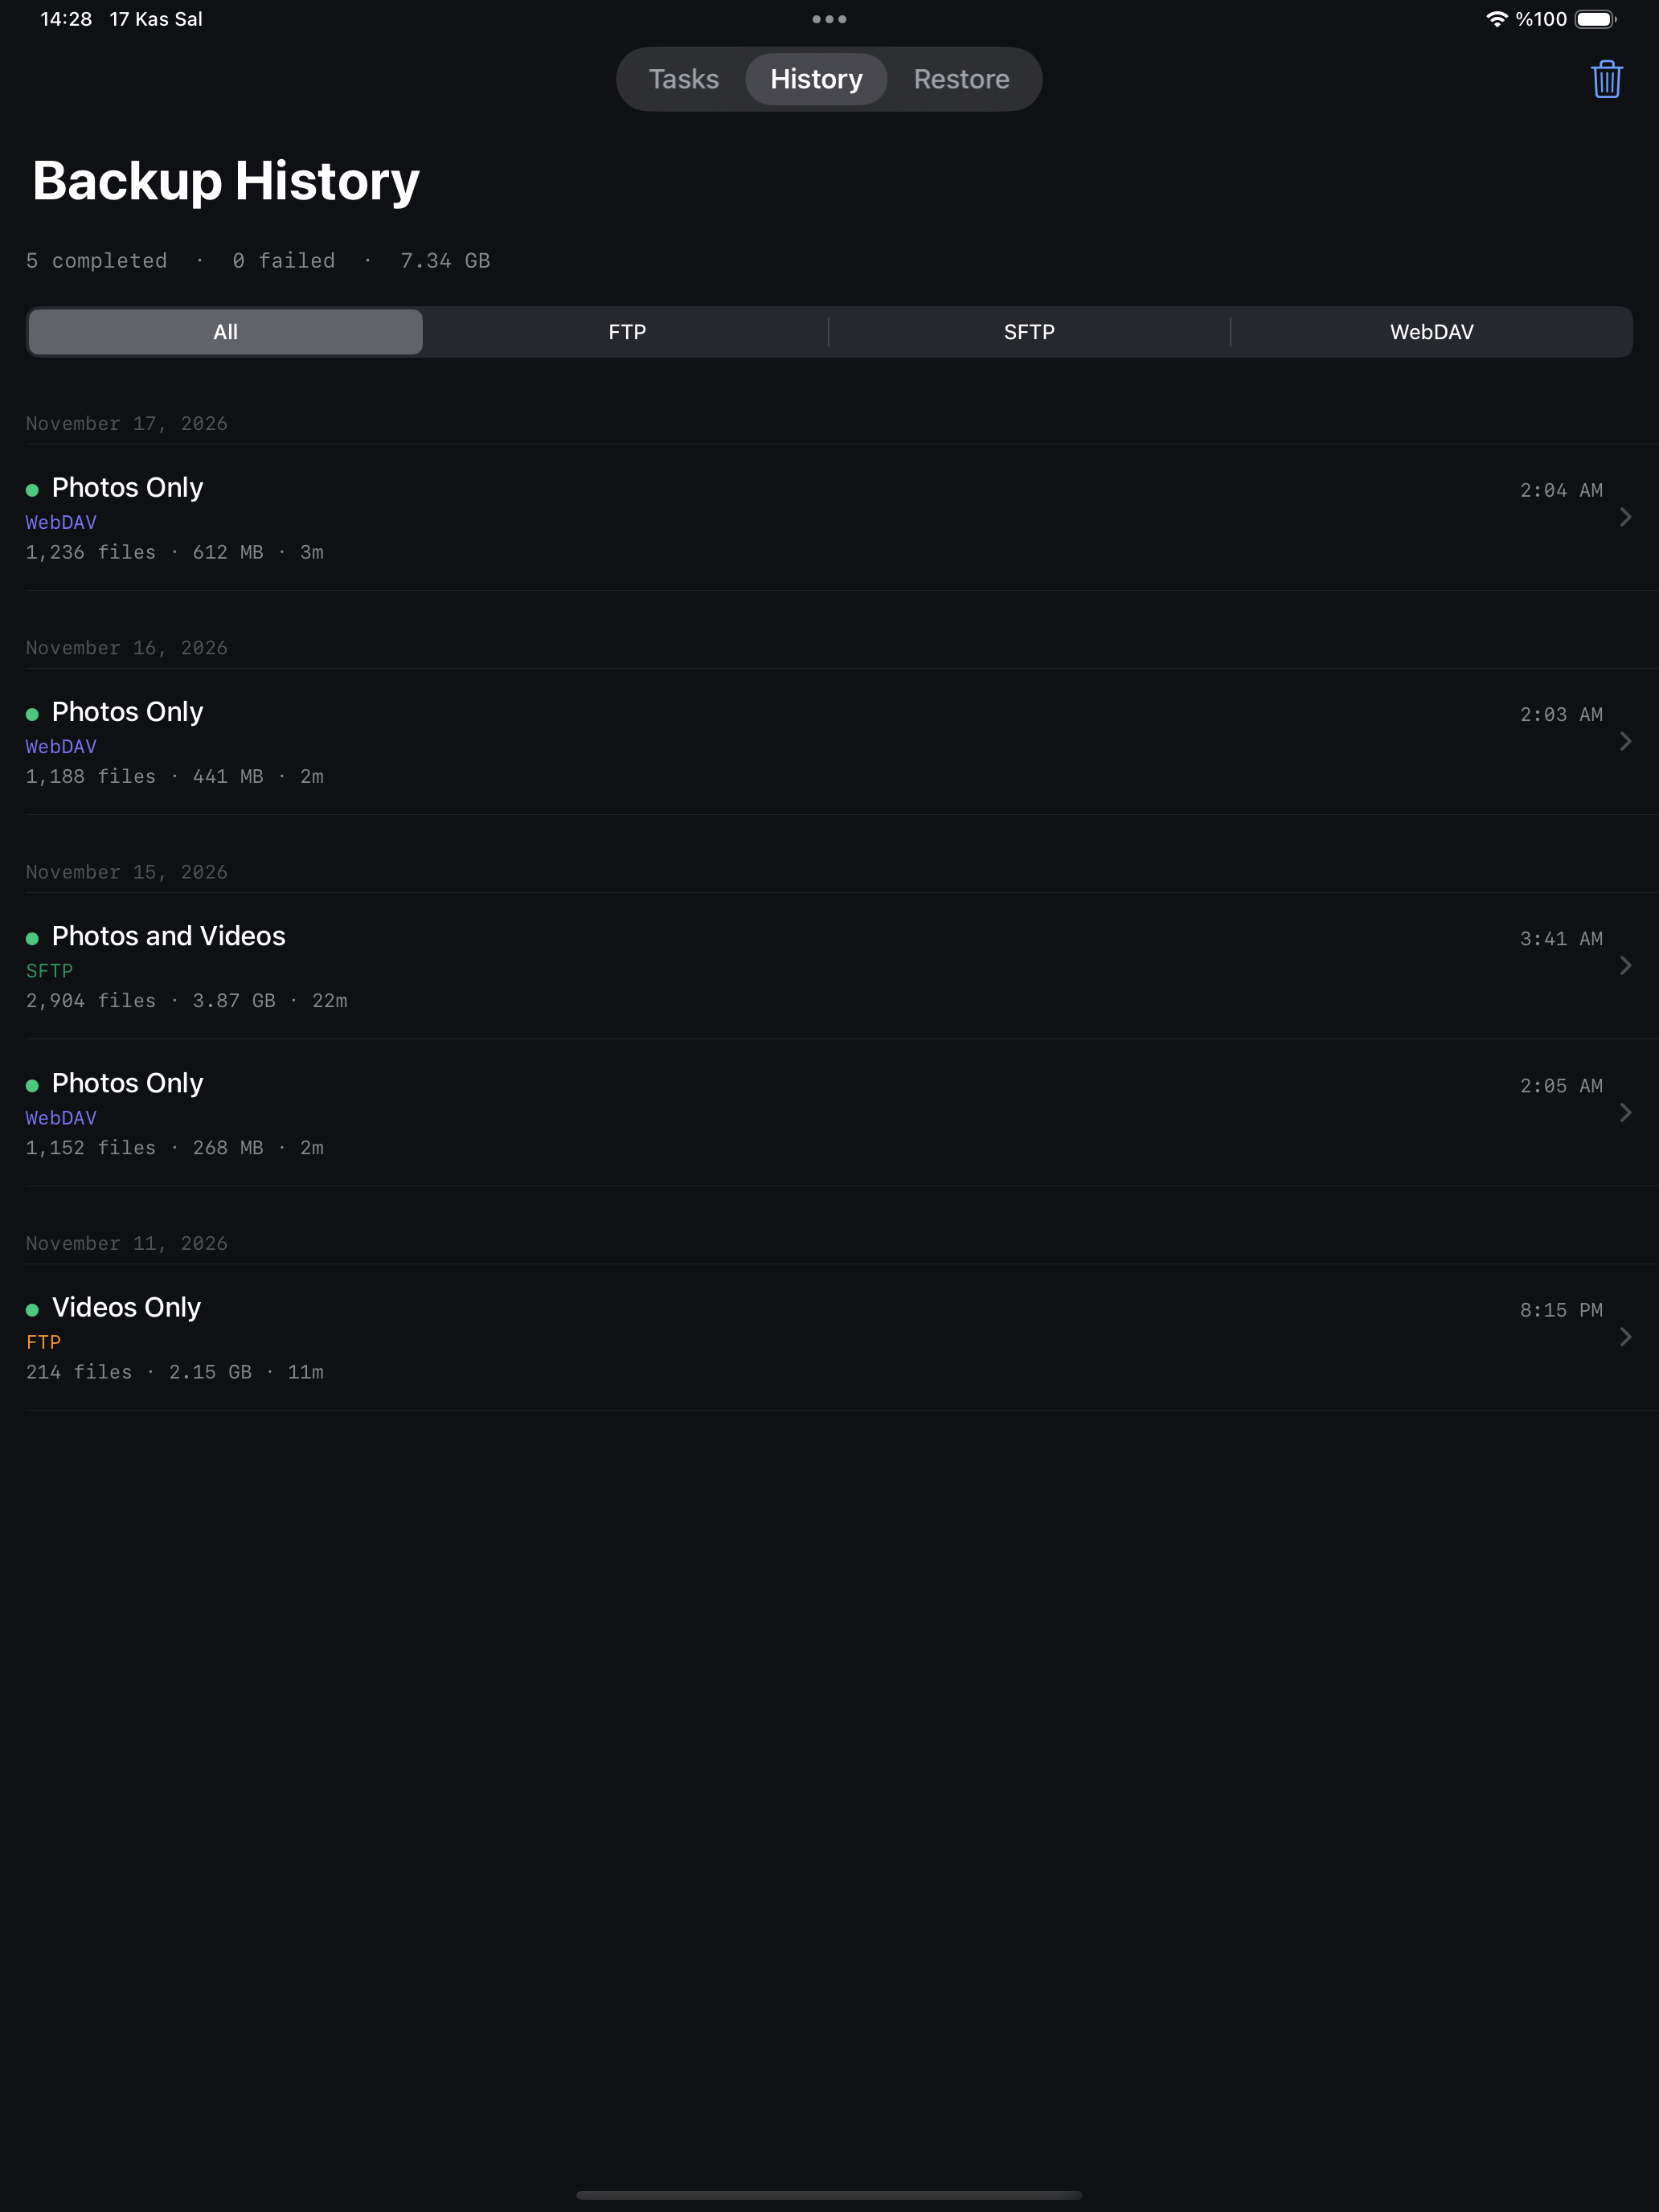 14:28 17 Kas Sal
%100
Tasks History Restore
Backup History
5 completed · 0 failed · 7.34 GB
All FTP SFTP WebDAV
November 17, 2026
Photos Only 2:04 AM
WebDAV
1,236 files · 612 MB · 3m
November 16, 2026
Photos Only 2:03 AM
WebDAV
1,188 files · 441 MB · 2m
November 15, 2026
Photos and Videos 3:41 AM
SFTP
2,904 files · 3.87 GB · 22m
Photos Only 2:05 AM
WebDAV
1,152 files · 268 MB · 2m
November 11, 2026
Videos Only 8:15 PM
FTP
214 files · 2.15 GB · 11m